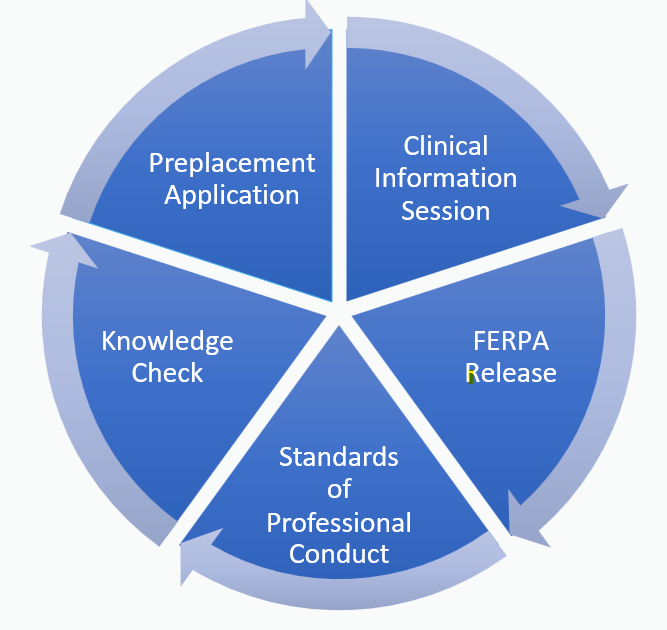 Clinical
Information
Session
FERPA
Release
Standards
of
Professional
Conduct
Knowledge
Check
Preplacement
Application